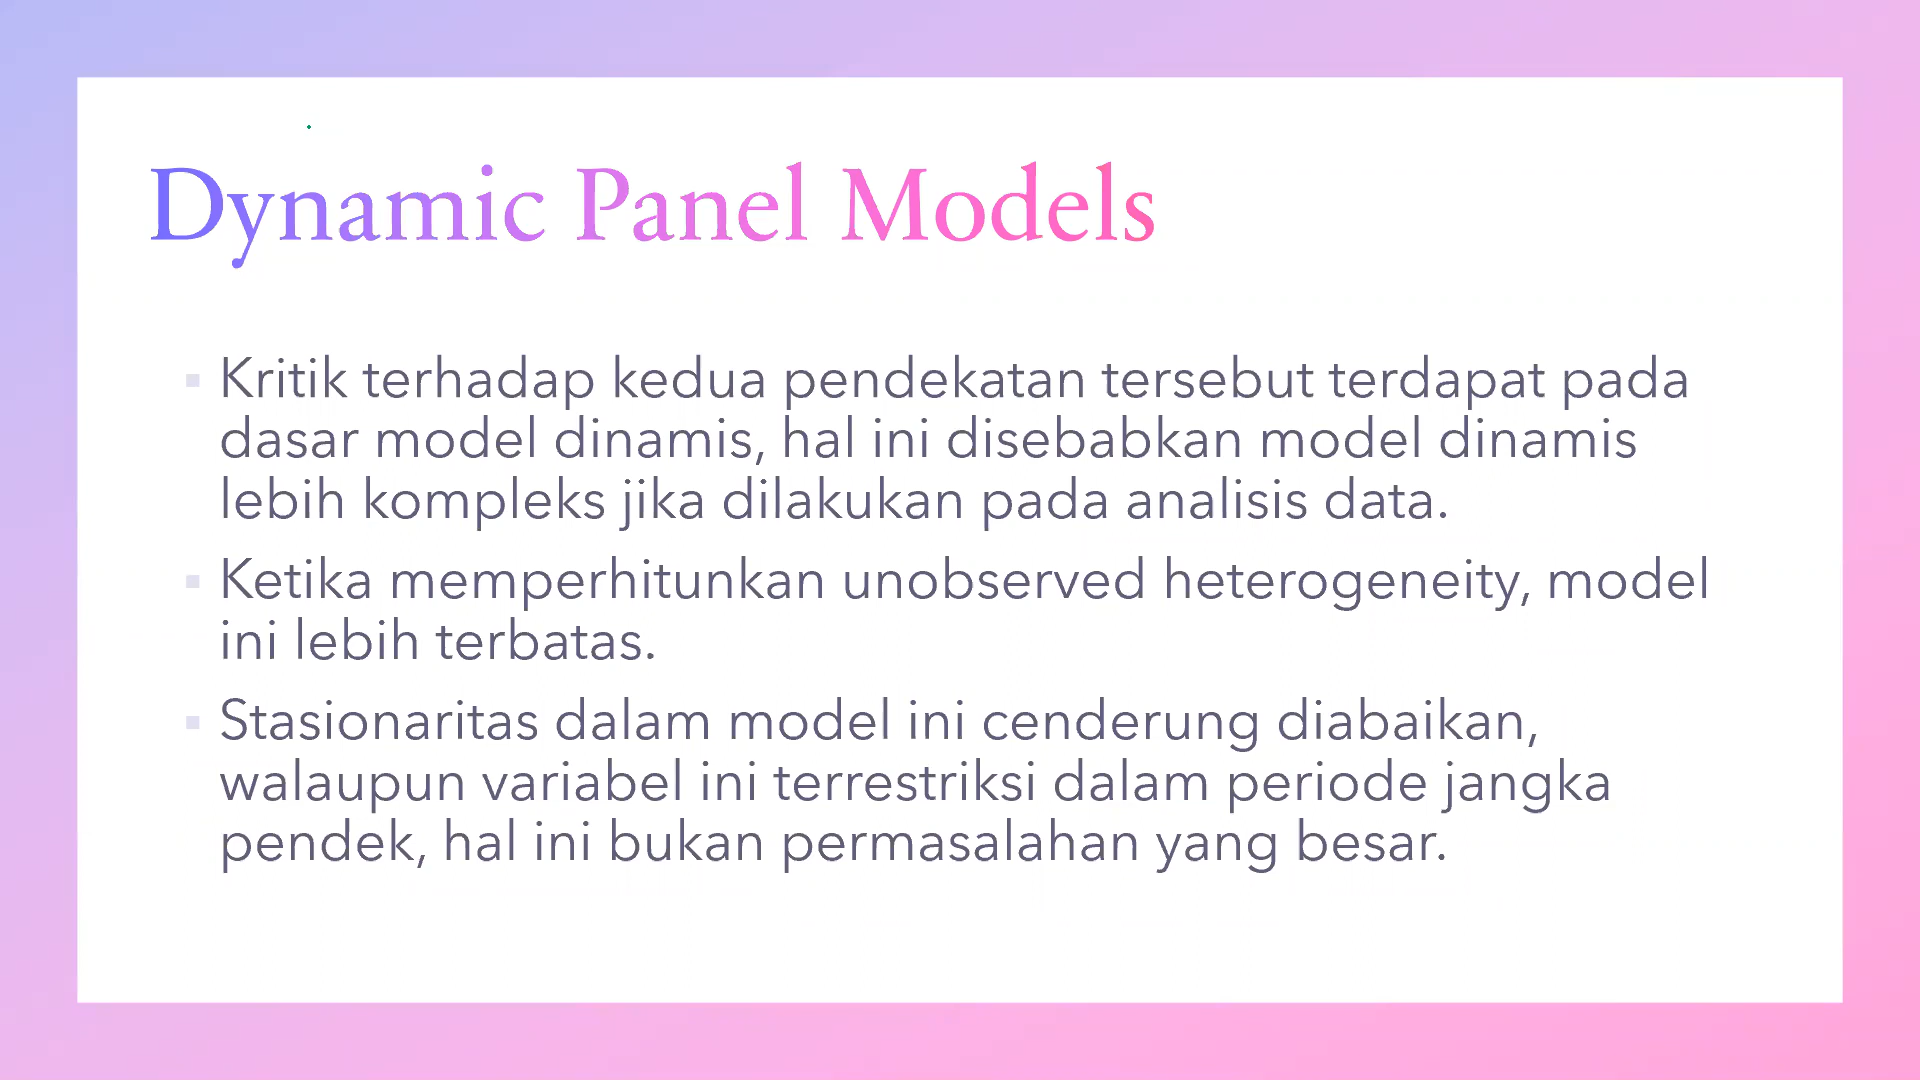 Dynamic Panel Models
▪ Kritik terhadap kedua pendekatan tersebut terdapat pada
dasar model dinamis, hal ini disebabkan model dinamis
lebih kompleks jika dilakukan pada analisis data.
▪ Ketika memperhitunkan unobserved heterogeneity, model
ini lebih terbatas.
▪ Stasionaritas dalam model ini cenderung diabaikan,
walaupun variabel ini terrestriksi dalam periode jangka
pendek, hal ini bukan permasalahan yang besar.